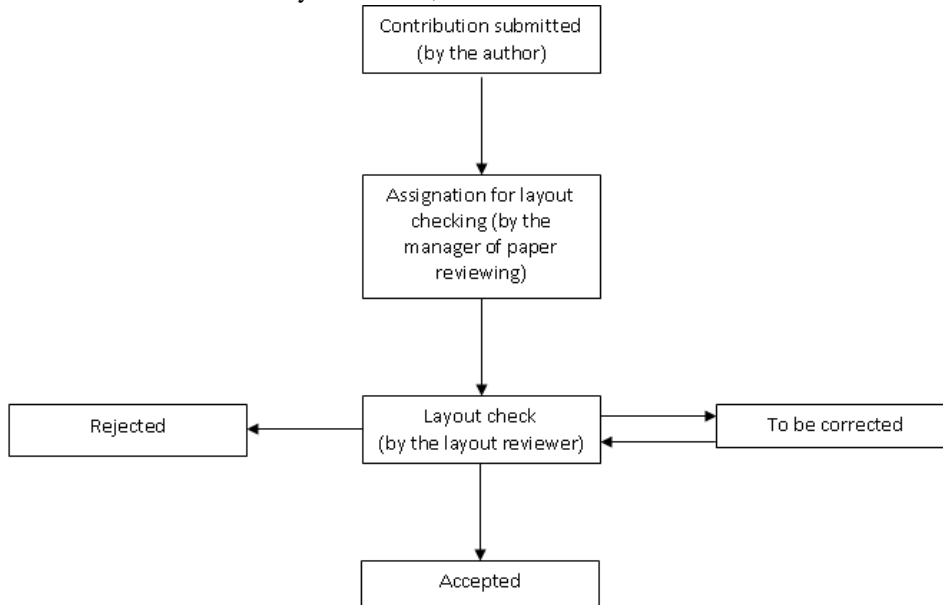 Contribution submitted
(by the author)
Assignation for layout
checking (by the
manager of paper
reviewing)
Rejected
Layout check
(by the layout reviewer)
To be corrected
Accepted